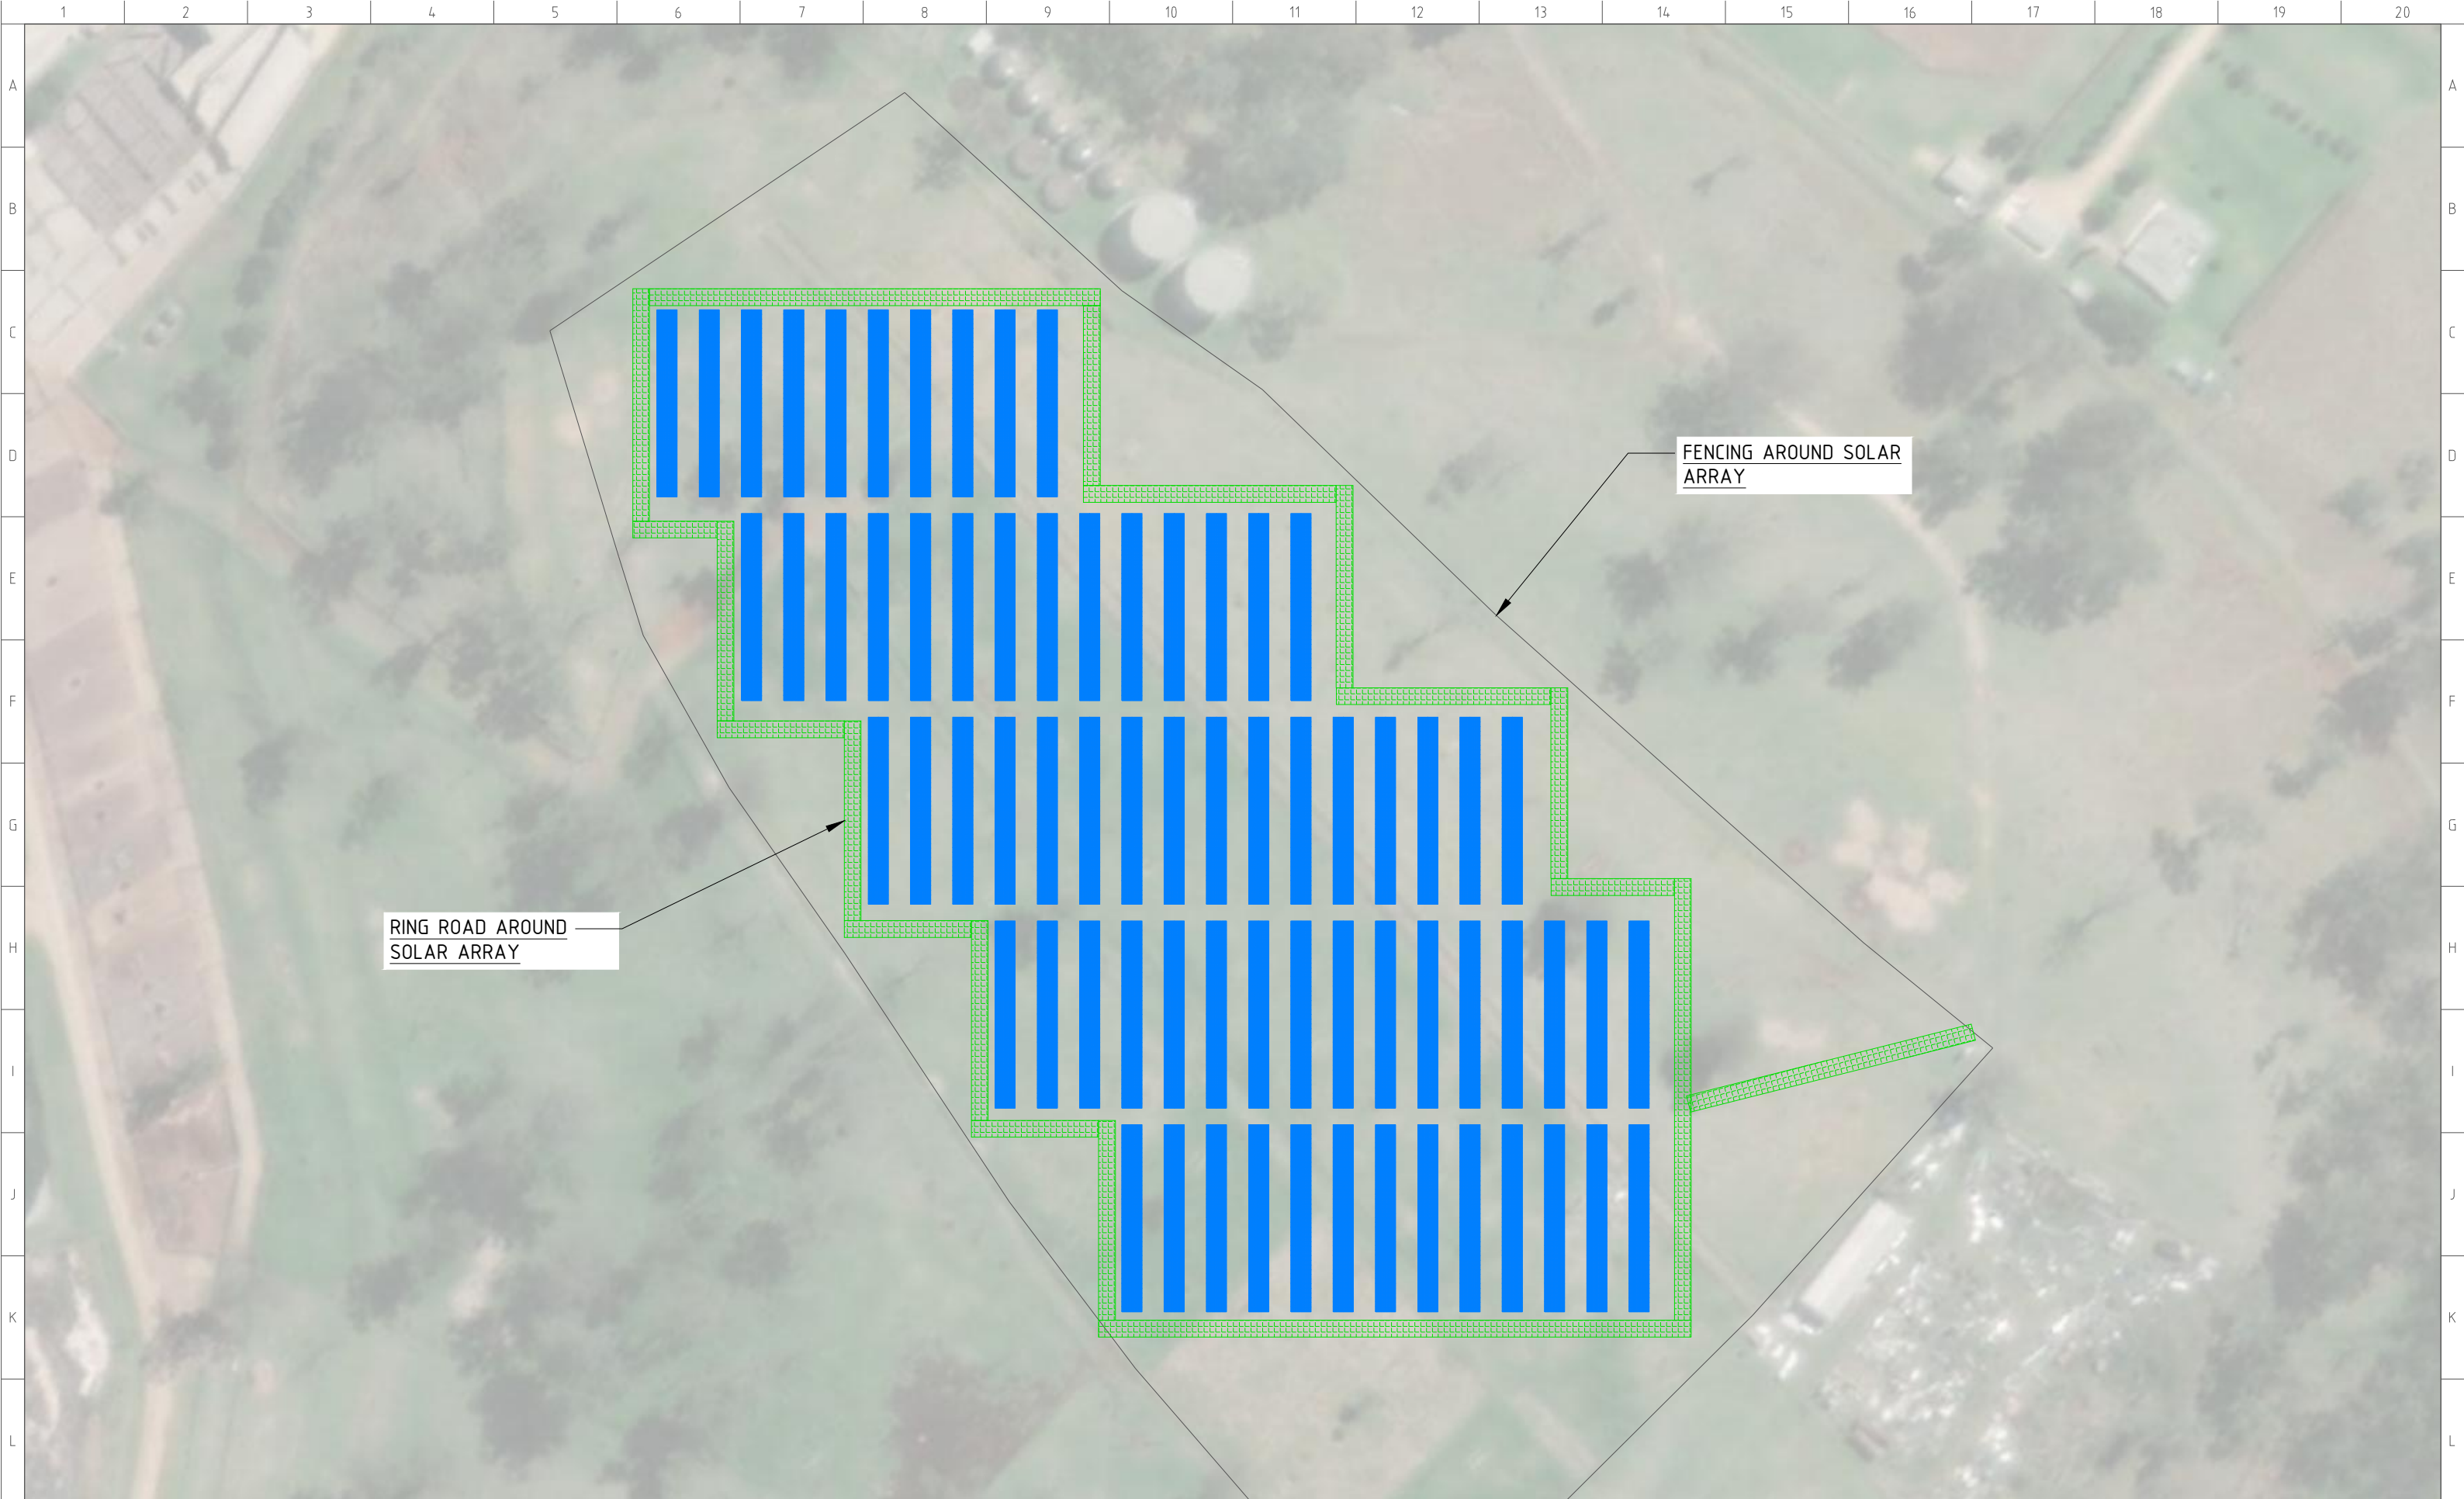 1 2 3 4 5 6 7 8 9 10 11 12 13 14 15 16 17 18 19 20
A A
B B
C C
D D
FENCING AROUND SOLAR
ARRAY
E E
F F
G G
RING ROAD AROUND
SOLAR ARRAY
H H
I I
J J
K K
L L